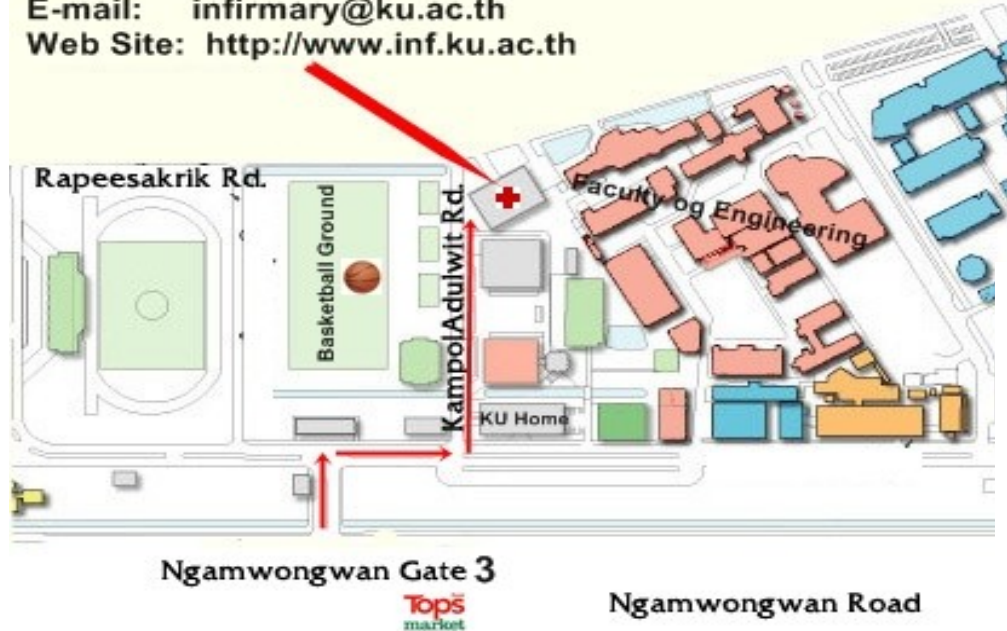 E-mail: infirmary@ku.ac.th
Web Site: http://www.inf.ku.ac.th
Rapeesakrik Rd.
Basketball Ground
KampolAdulwit Rd.
Faculty og Engineering
KU Home
Ngamwongwan Gate 3
Tops
market
Ngamwongwan Road